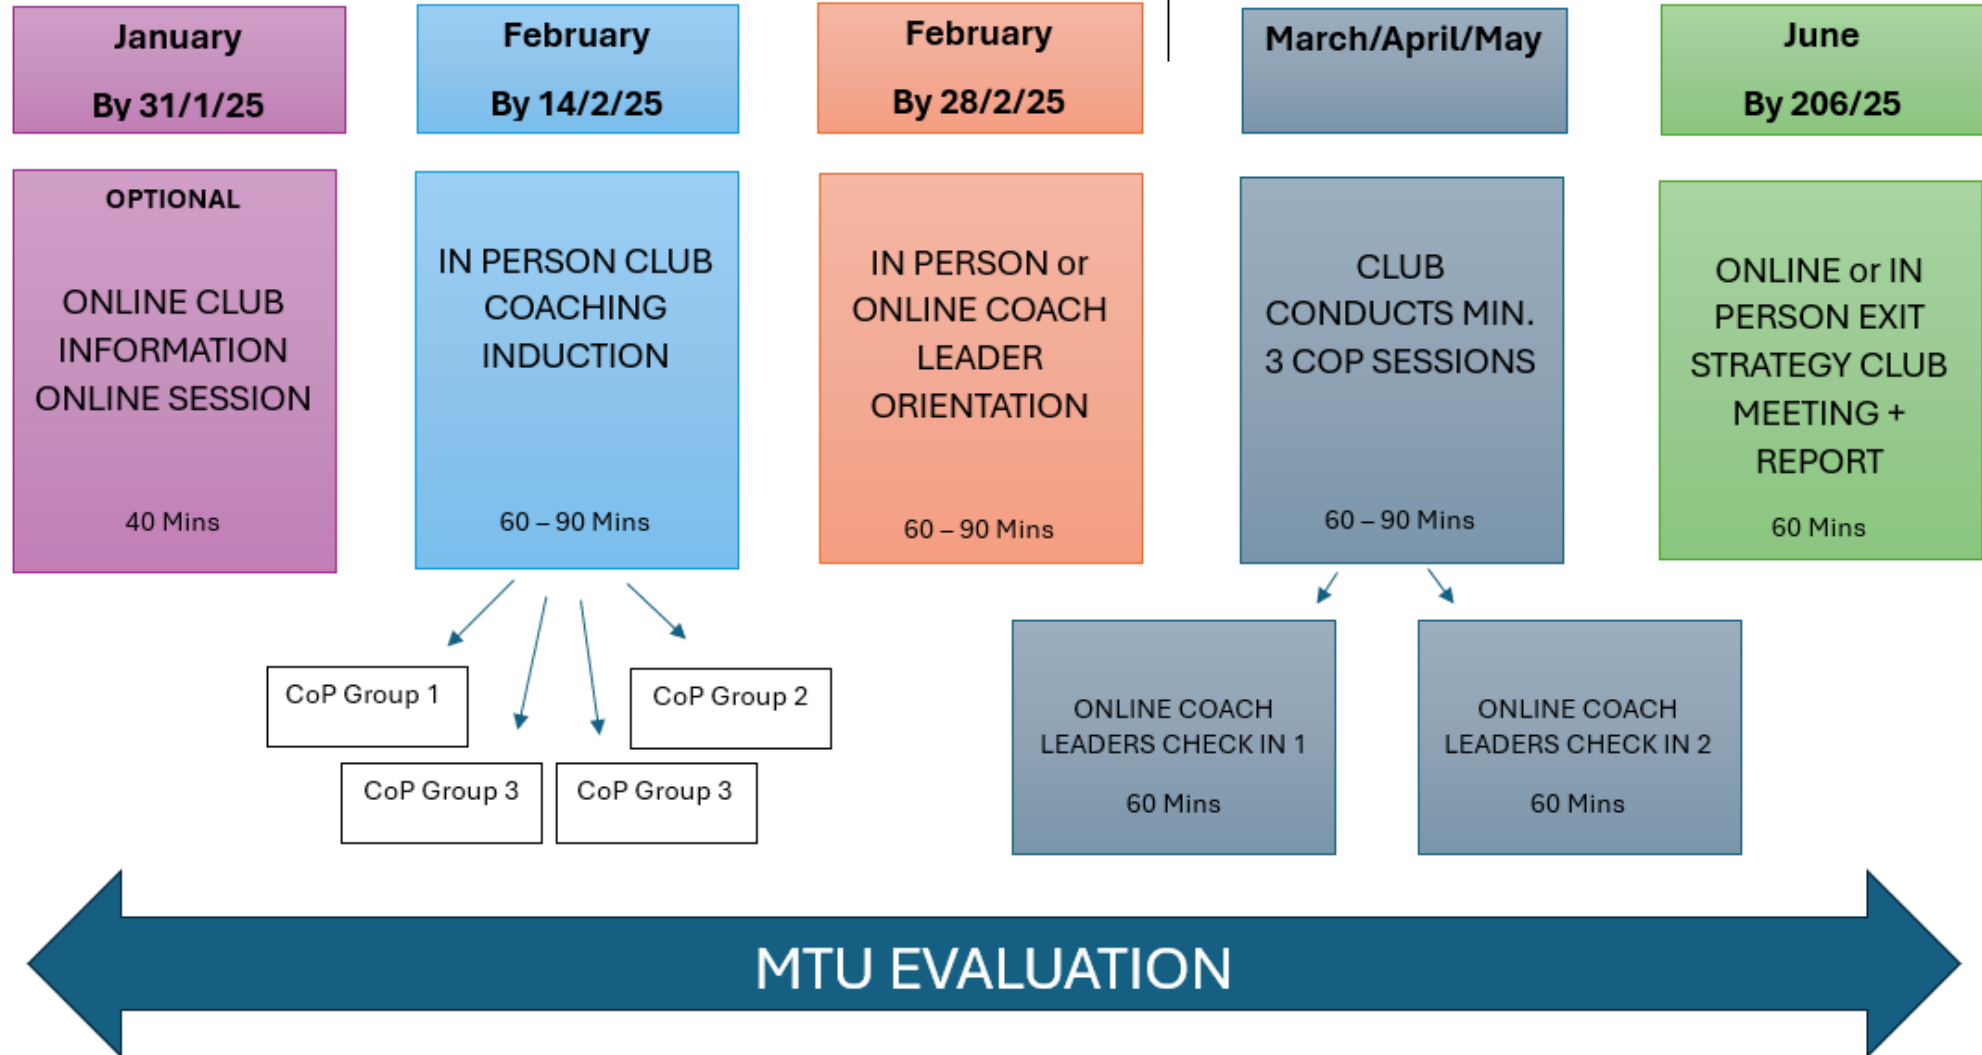 January
By 31/1/25
February
By 14/2/25
February
By 28/2/25
March/April/May
June
By 206/25
OPTIONAL
ONLINE CLUB
INFORMATION
ONLINE SESSION
40 Mins
IN PERSON CLUB
COACHING
INDUCTION
60 – 90 Mins
IN PERSON or
ONLINE COACH
LEADER
ORIENTATION
60 – 90 Mins
CLUB
CONDUCTS MIN.
3 COP SESSIONS
60 – 90 Mins
ONLINE or IN
PERSON EXIT
STRATEGY CLUB
MEETING +
REPORT
60 Mins
CoP Group 1
CoP Group 3
CoP Group 3
CoP Group 2
ONLINE COACH
LEADERS CHECK IN 1
60 Mins
ONLINE COACH
LEADERS CHECK IN 2
60 Mins
MTU EVALUATION